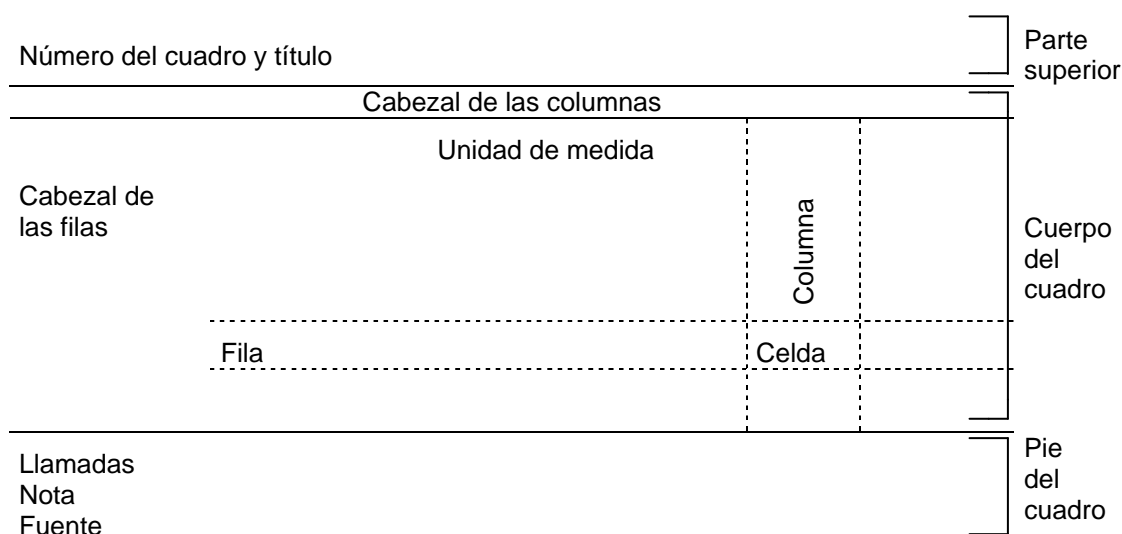 Número del cuadro y título
Parte
superior
Cabezal de las columnas
Unidad de medida
Cabezal de
las filas
Columna
Cuerpo
del
cuadro
Fila
Celda
Llamadas
Nota
Fuente
Pie
del
cuadro